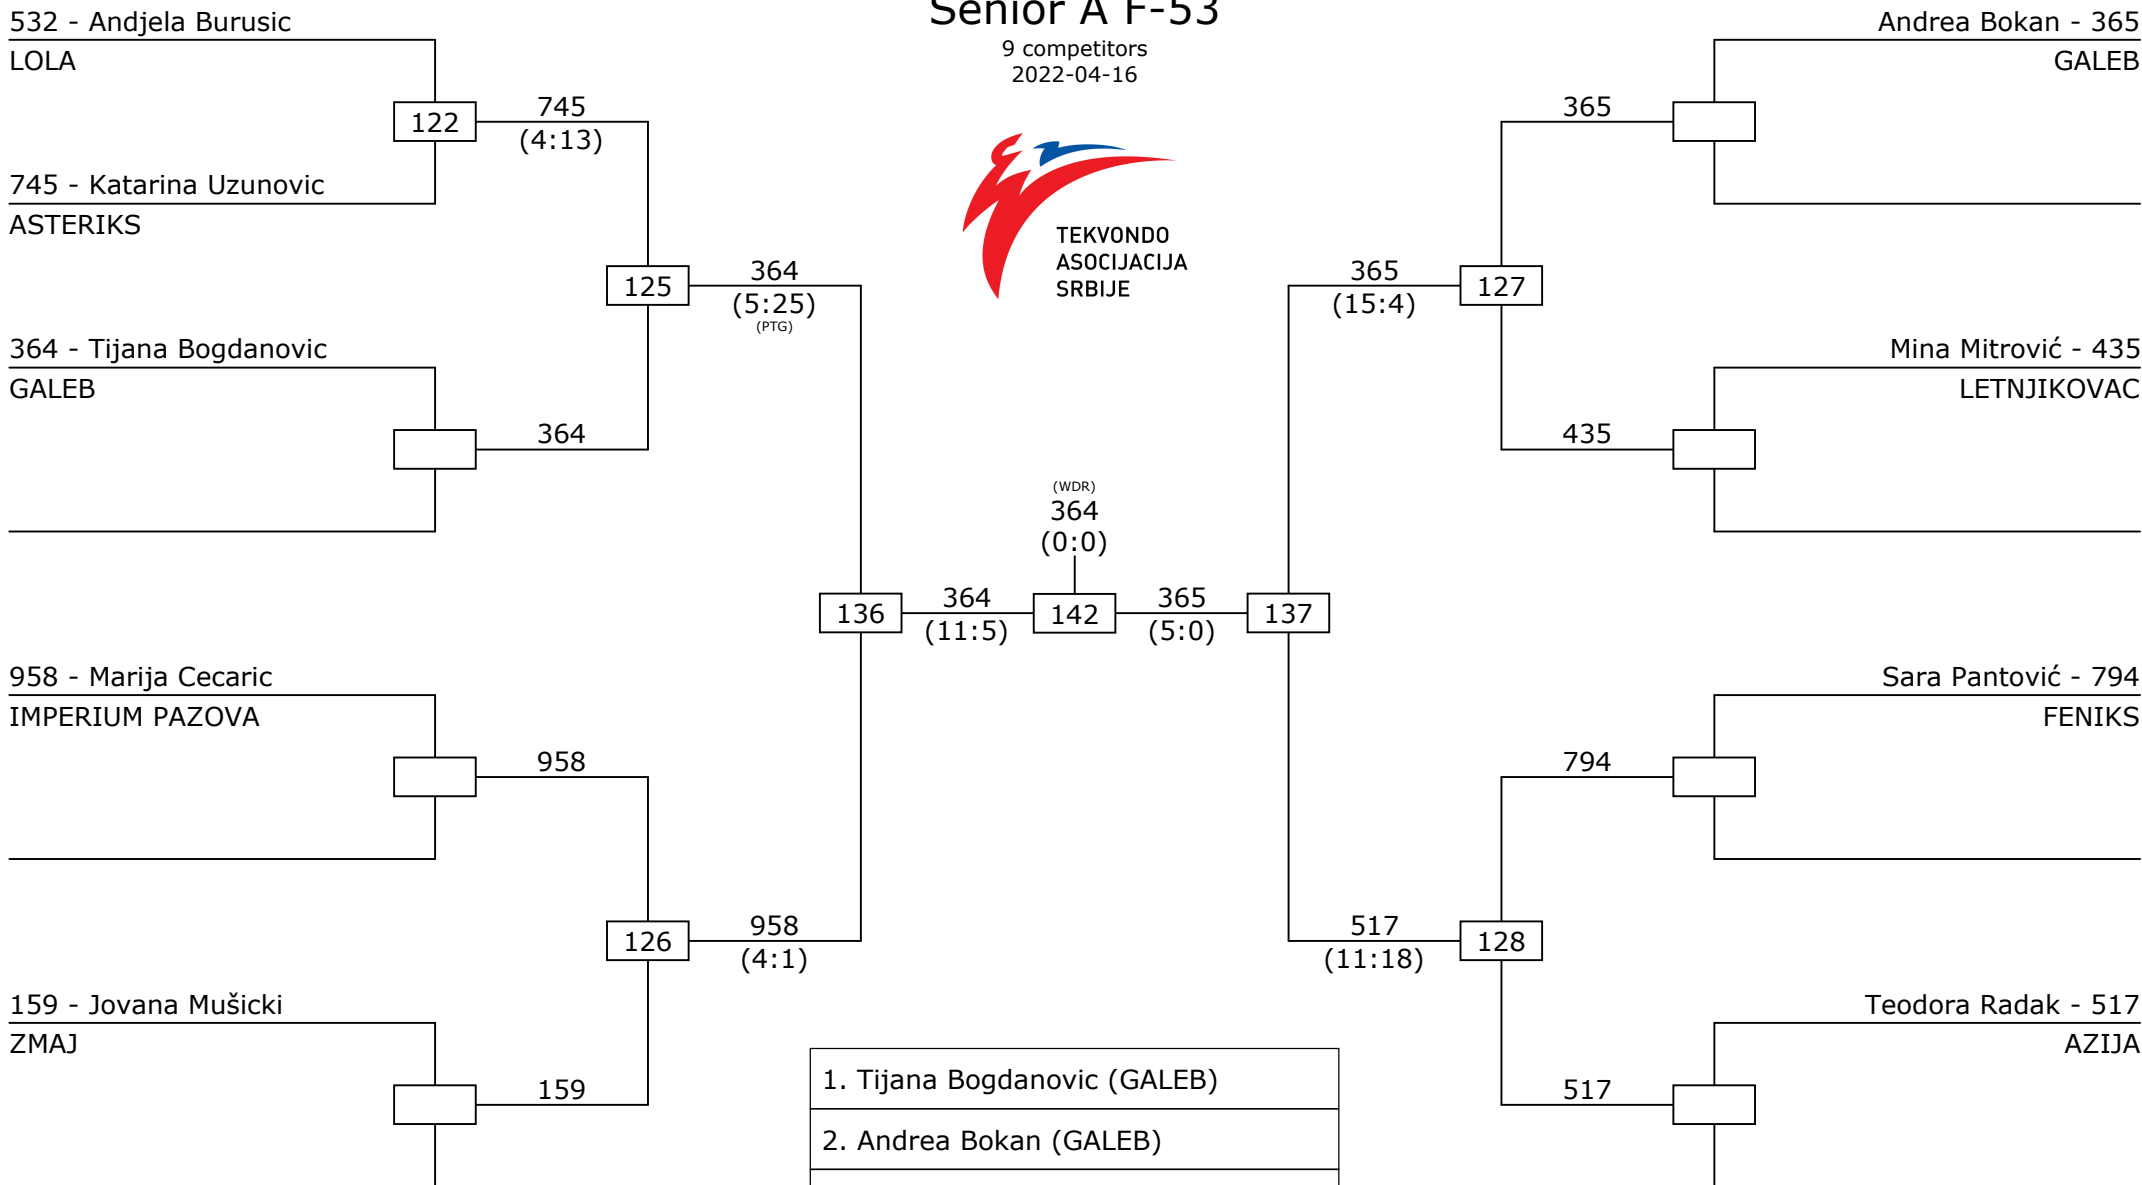 Senior A F-53
9 competitors
2022-04-16
TEKVONDO
ASOCIJACIJA
SRBIJE
532 - Andjela Burusic
LOLA
122
745
(4:13)
745 - Katarina Uzunovic
ASTERIKS
125
364
(5:25)
(PTG)
364 - Tijana Bogdanovic
GALEB
364
958 - Marija Cecaric
IMPERIUM PAZOVA
958
126
958
(4:1)
159 - Jovana Mušicki
ZMAJ
159
136
364
(11:5)
(WDR)
364
(0:0)
142
365
(5:0)
137
Andrea Bokan - 365
GALEB
365
365
(15:4)
127
Mina Mitrović - 435
LETNJIKOVAC
435
Sara Pantović - 794
FENIKS
794
517
(11:18)
128
Teodora Radak - 517
AZIJA
517
1. Tijana Bogdanovic (GALEB)
2. Andrea Bokan (GALEB)